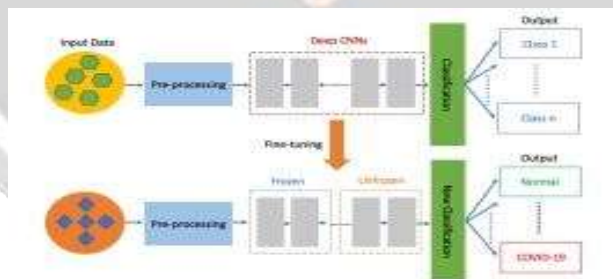 Output
Input Data
Deep CNNs
Class 1
Pre-processing
Classification
Class n
Fine-tuning
Output
Frozen
Unfrozen
Normal
Pre-processing
New Classification
COVID-19